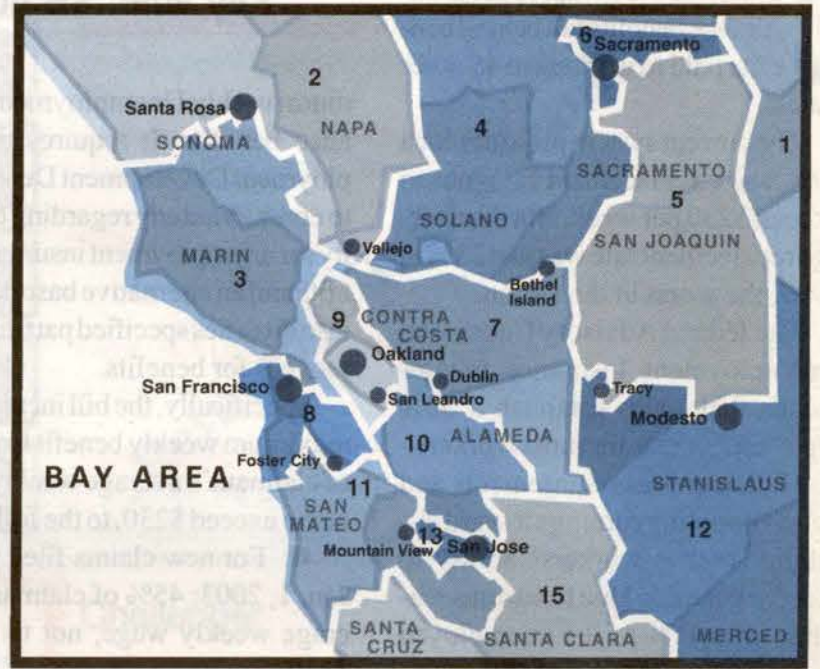 6 Sacramento
2
Santa Rosa
SONOMA
NAPA
4
1
SACRAMENTO
5
SAN JOAQUIN
SOLANO
MARIN
3
Vallejo
Bethel
Island
9
CONTRA
COSTA
7
Oakland
Dublin
San Francisco
San Leandro
Tracy
Modesto
8
10
ALAMEDA
Foster City
BAY AREA
11
STANISLAUS
SAN
MATEO
12
13
Mountain View
San Jose
15
SANTA
CRUZ
SANTA CLARA
MERCED